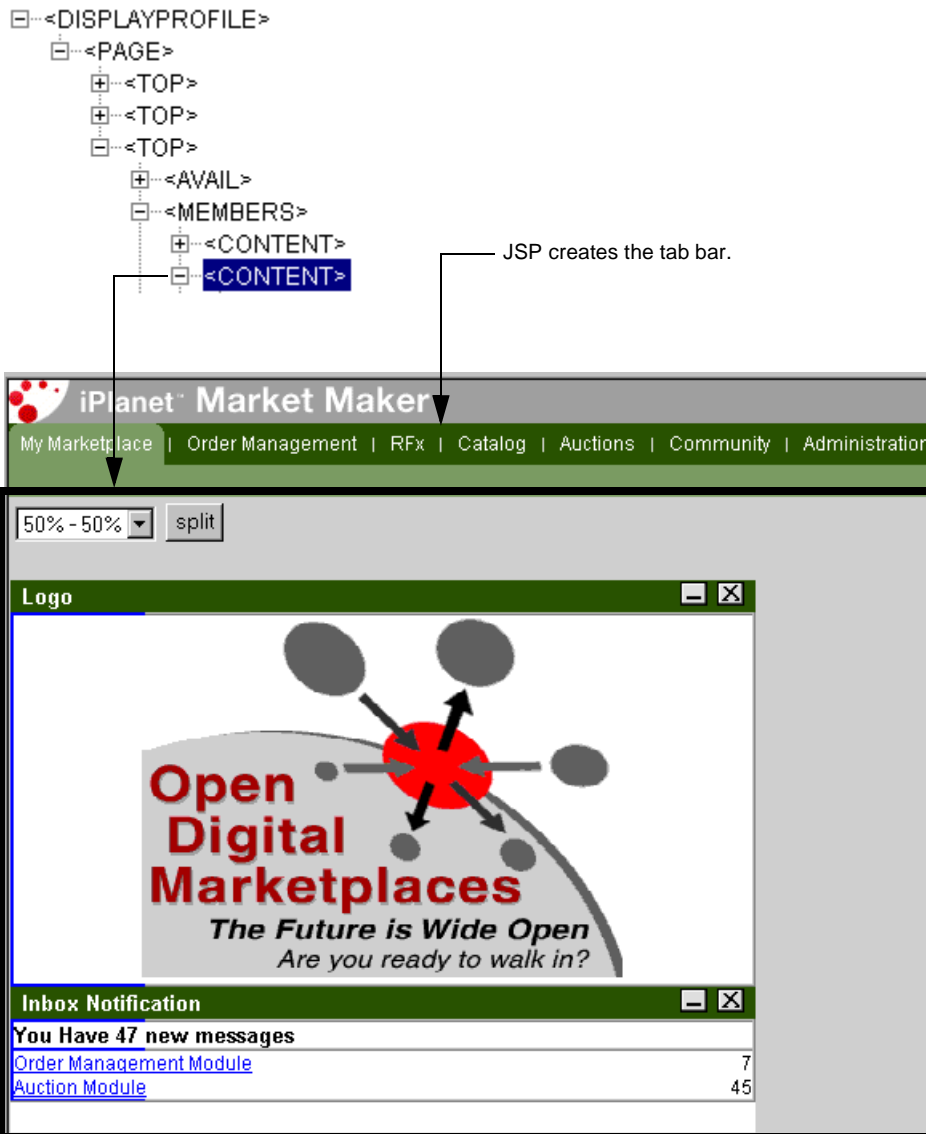 <DISPLAYPROFILE>
<PAGE>
<TOP>
<TOP>
<TOP>
<AVAIL>
<MEMBERS>
<CONTENT>
<CONTENT>
JSP creates the tab bar.
iPlanet™ Market Maker
My Marketplace | Order Management | RFx | Catalog | Auctions | Community | Administration
50% - 50% split
Logo
Open
Digital
Marketplaces
The Future is Wide Open
Are you ready to walk in?
Inbox Notification
You Have 47 new messages
Order Management Module 7
Auction Module 45